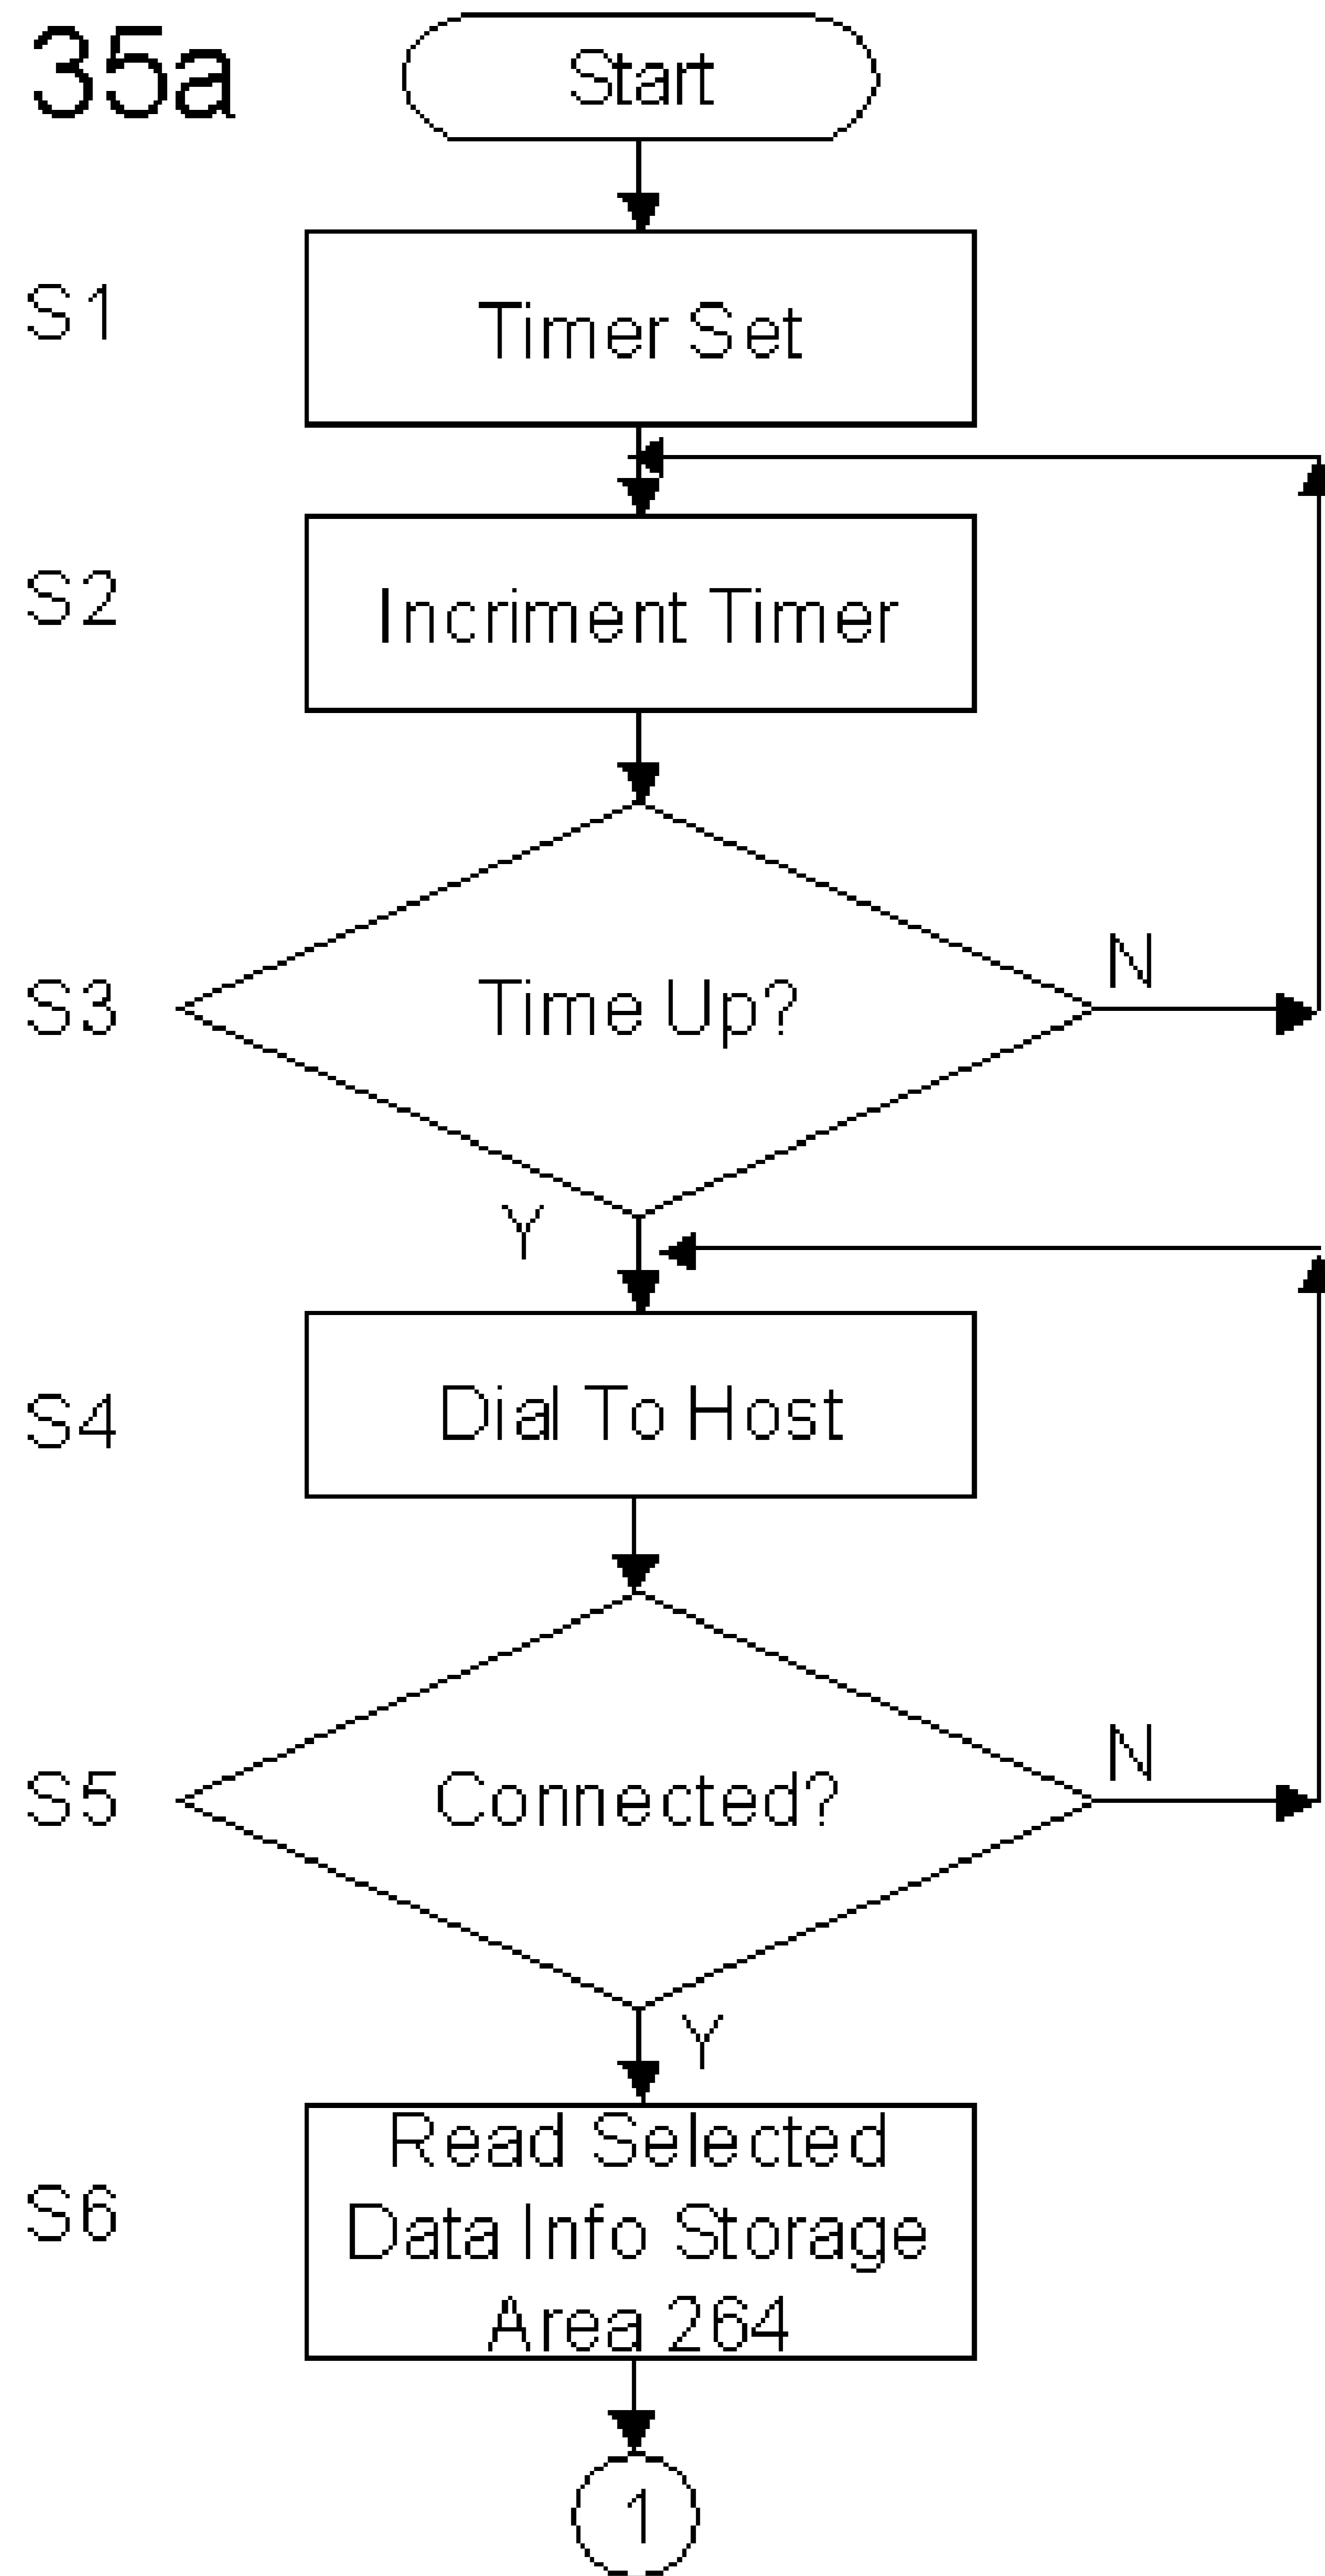 35a
Start
S1
Timer Set
S2
Incriment Timer
S3
Time Up?
N
Y
S4
Dial To Host
S5
Connected?
N
Y
S6
Read Selected
Data Info Storage
Area 264
1